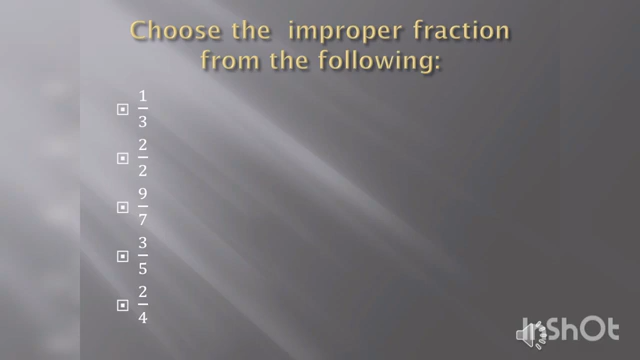 Choose the improper fraction
from the following:
1/3
2/2
9/7
3/5
2/4
InShOt